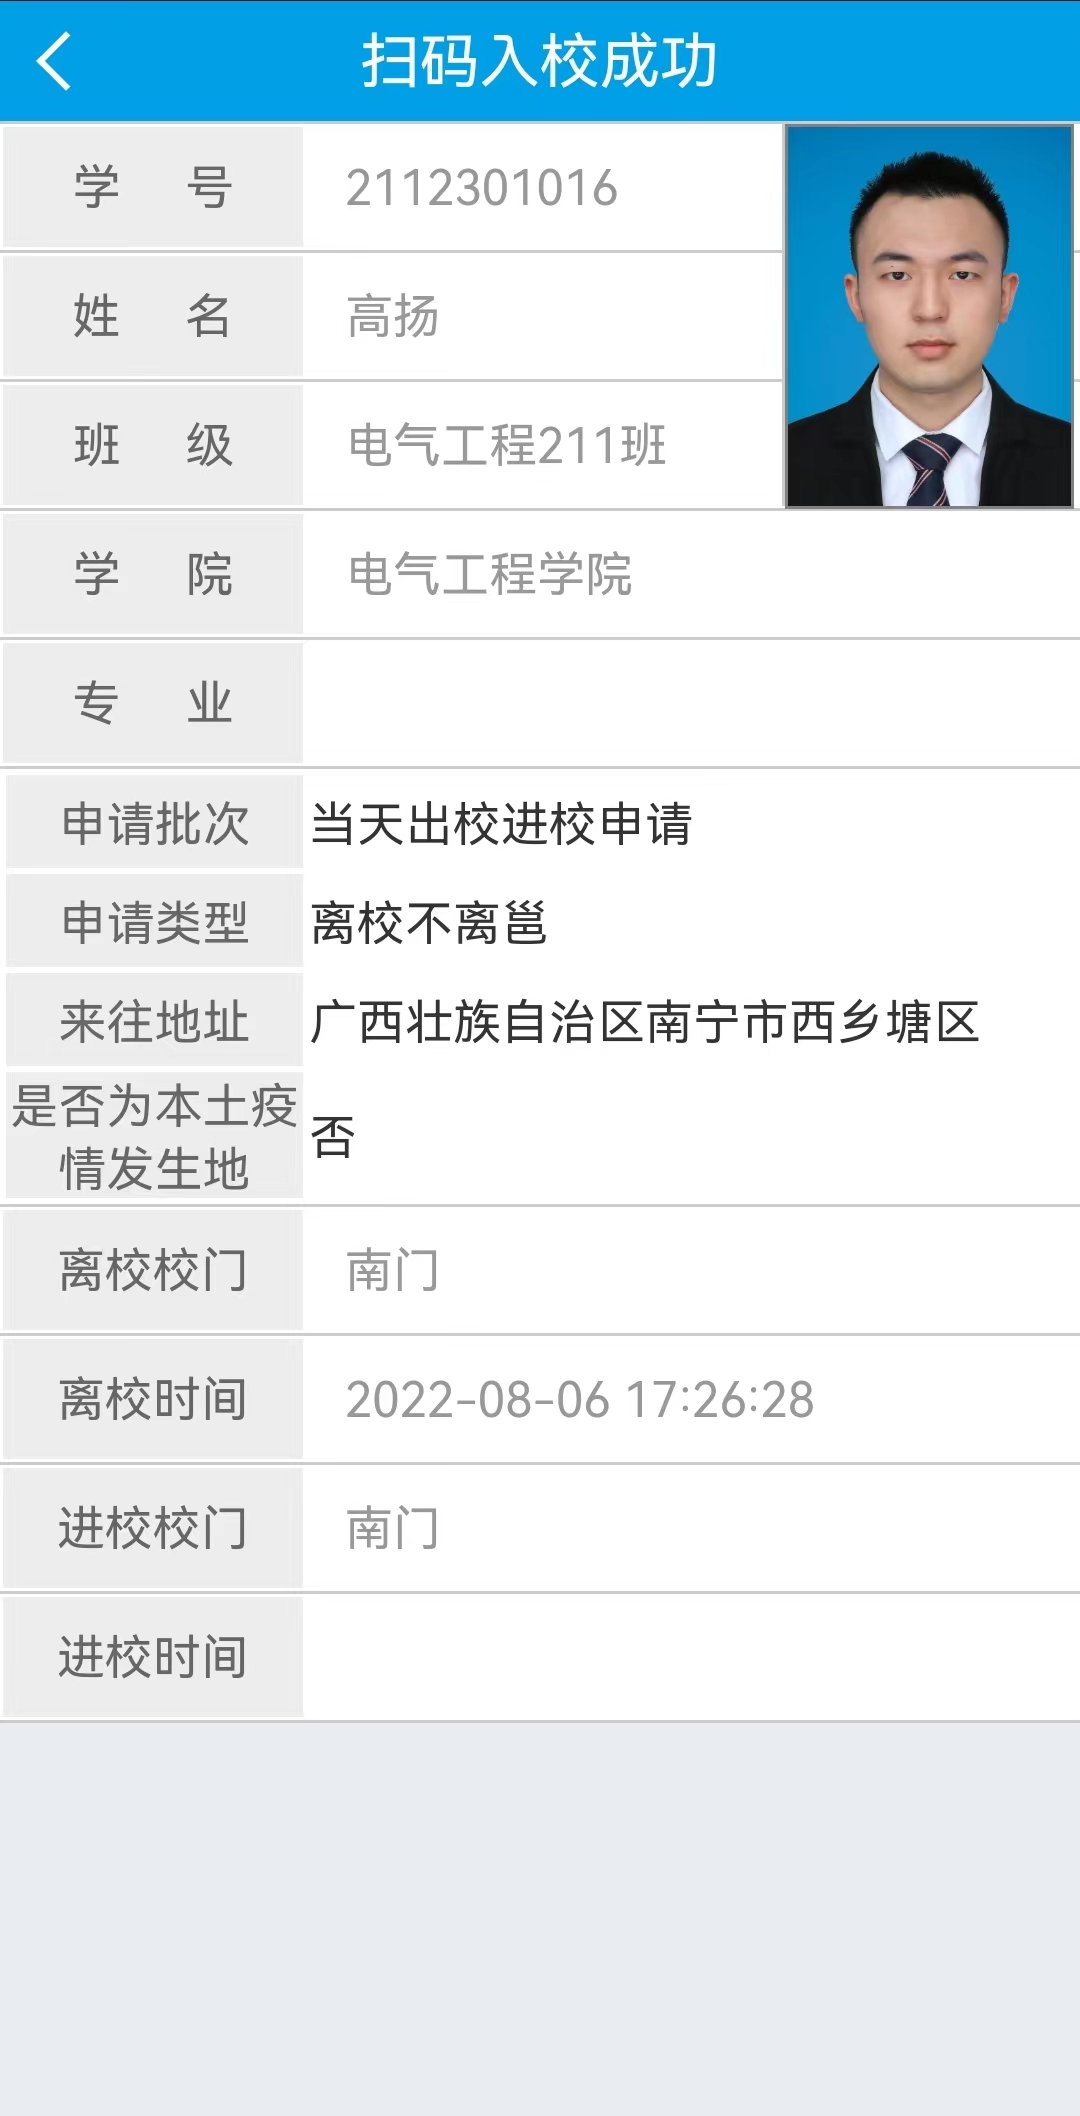 扫码入校成功
学 号 2112301016
姓 名 高扬
班 级 电气工程211班
学 院 电气工程学院
专 业
申请批次 当天出校进校申请
申请类型 离校不离邕
来往地址 广西壮族自治区南宁市西乡塘区
是否为本土疫
情发生地 否
离校校门 南门
离校时间 2022-08-06 17:26:28
进校校门 南门
进校时间